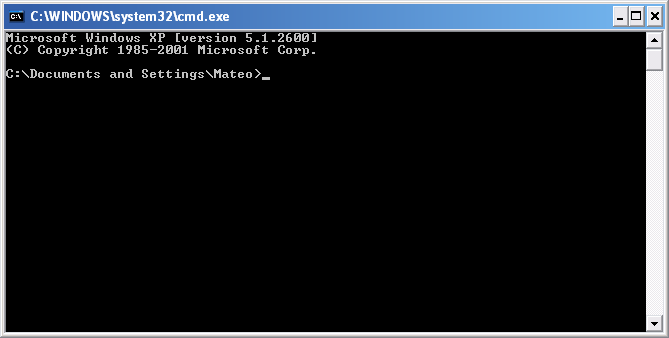 C:\WINDOWS\system32\cmd.exe
Microsoft Windows XP [version 5.1.2600]
(C) Copyright 1985-2001 Microsoft Corp.
C:\Documents and Settings\Mateo>_